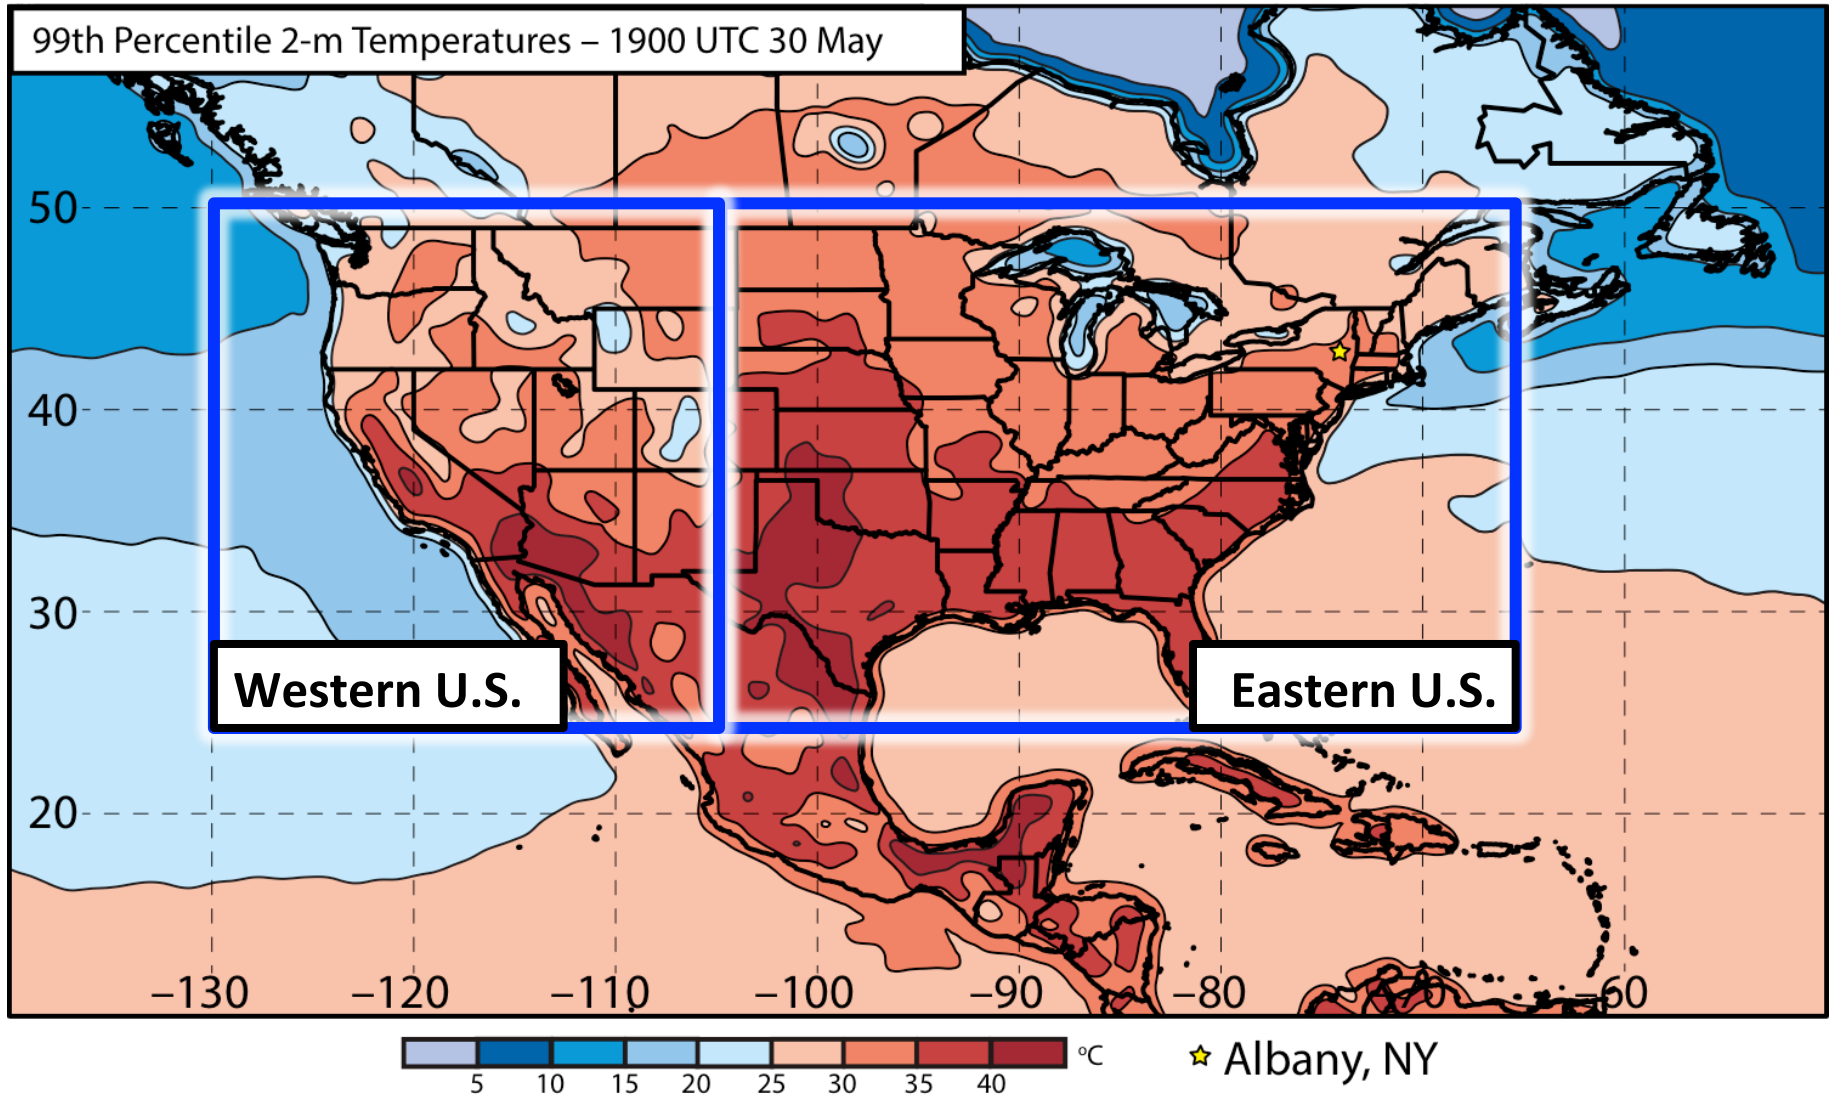 99th Percentile 2-m Temperatures – 1900 UTC 30 May
50
40
30
20
Western U.S.
Eastern U.S.
−130 −120 −110 −100 −90 −80 −70 −60
5 10 15 20 25 30 35 40
°C
Albany, NY